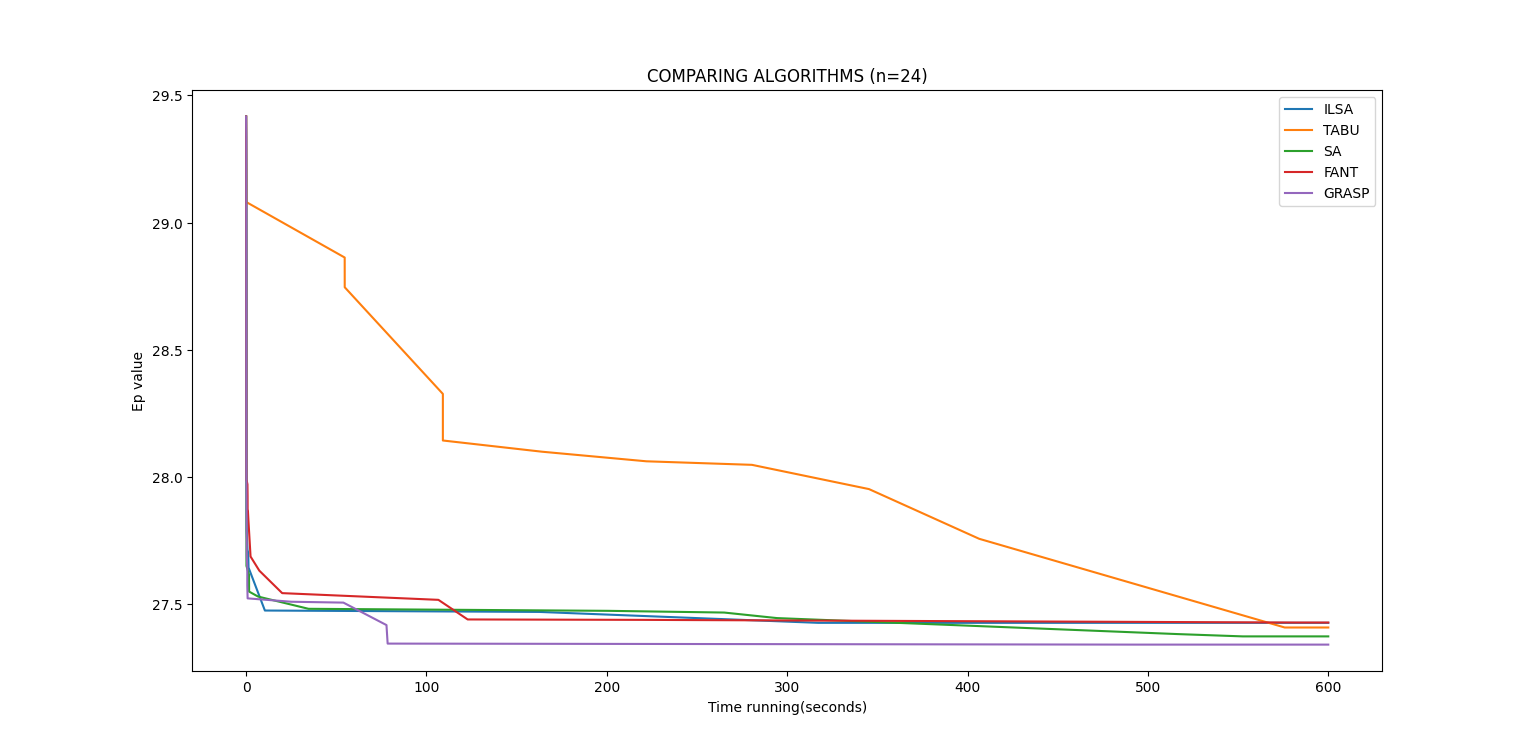 COMPARING ALGORITHMS (n=24)
29.5
29.0
28.5
28.0
27.5
Ep value
ILSA
TABU
SA
FANT
GRASP
0 100 200 300 400 500 600
Time running(seconds)